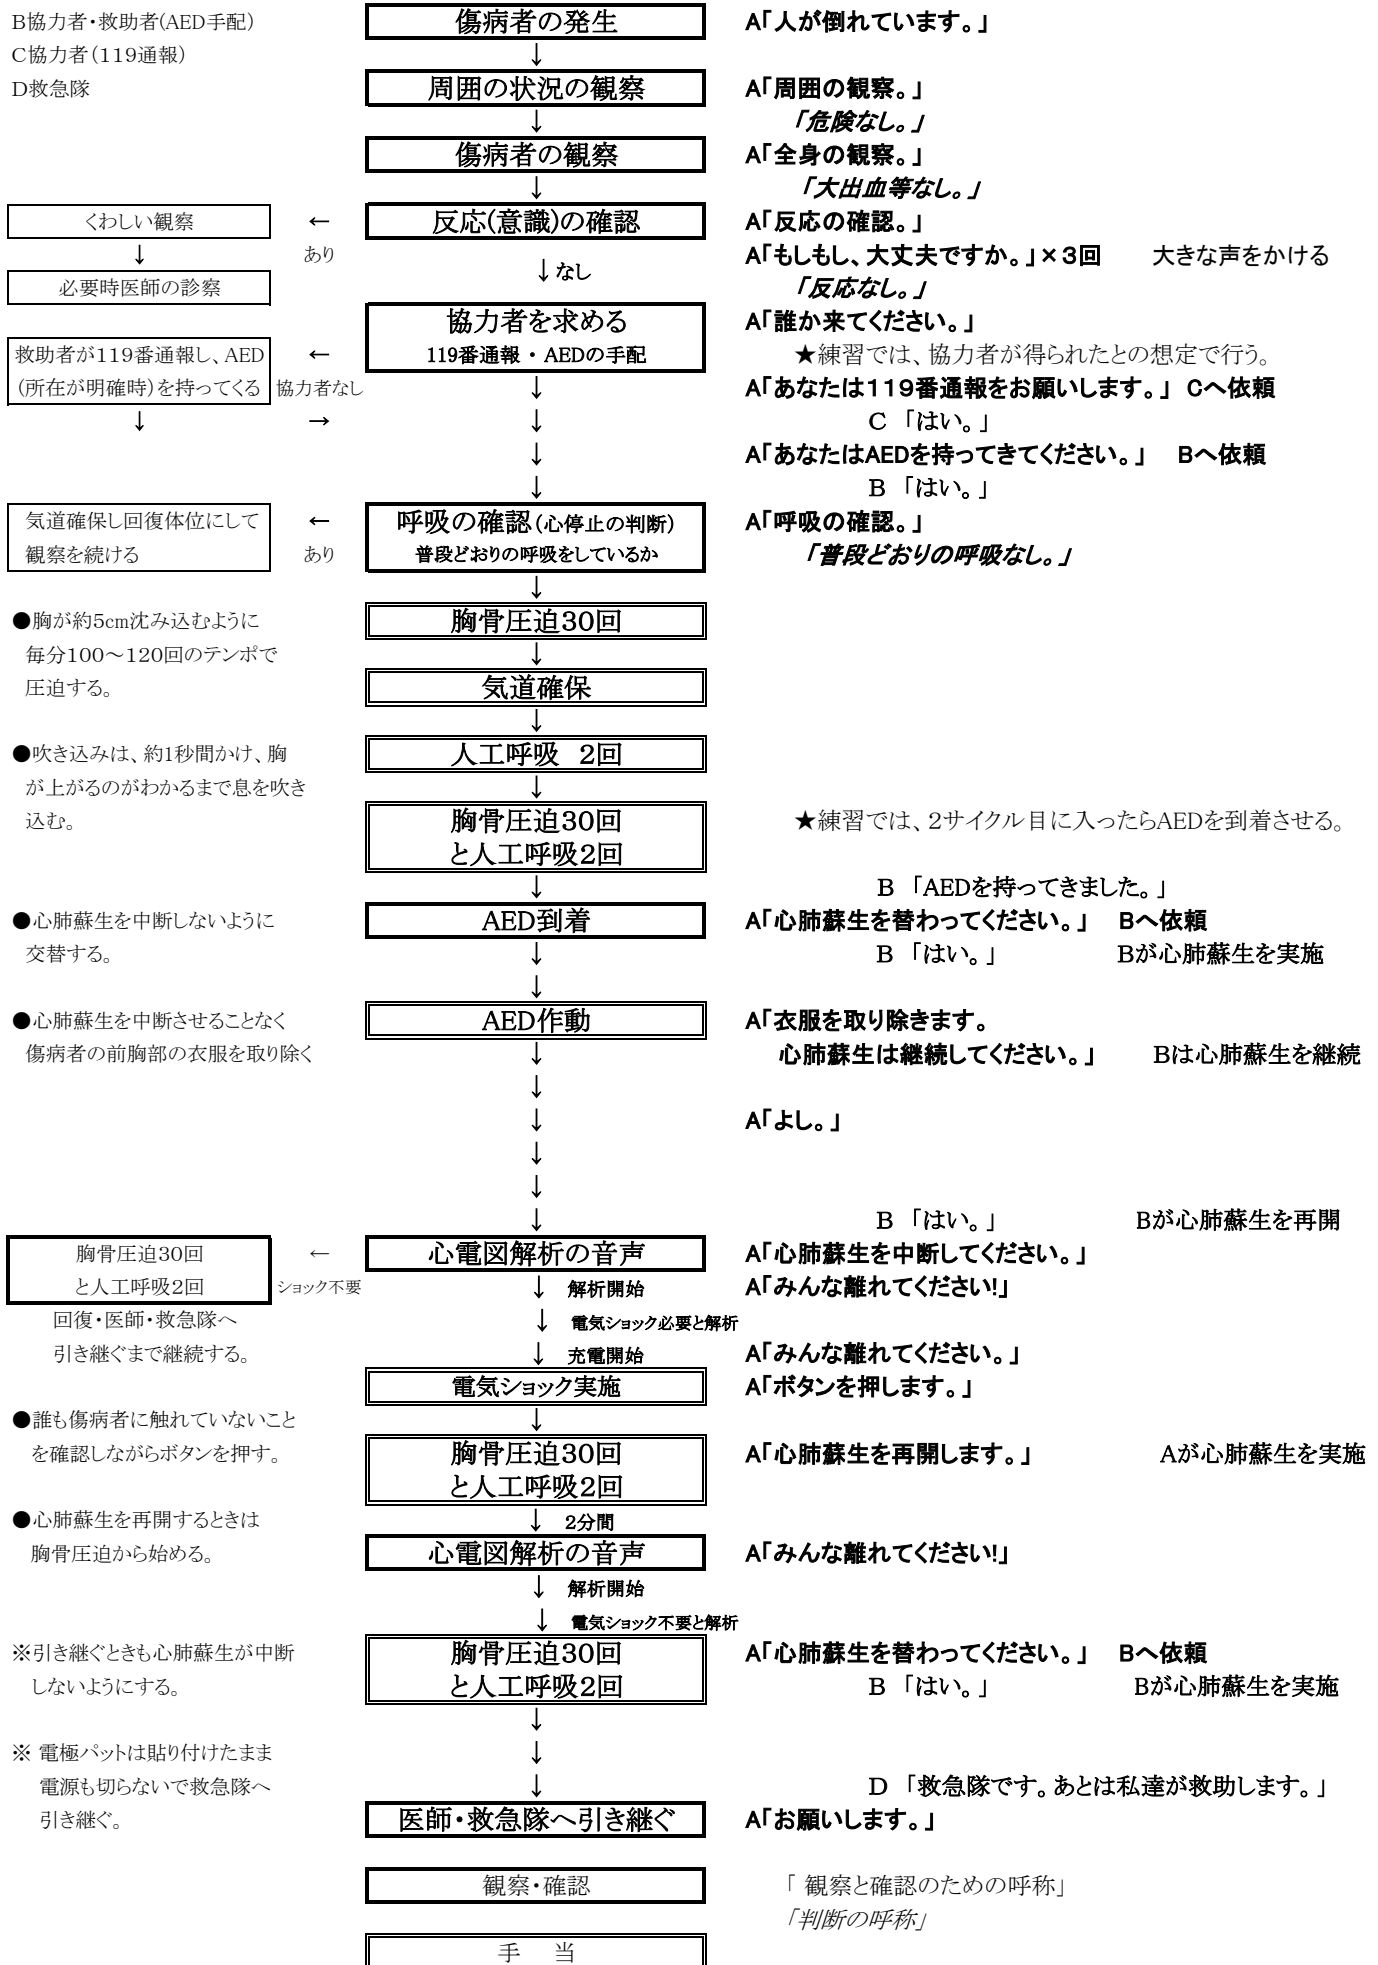 B協力者・救助者(AED手配) 傷病者の発生 A「人が倒れています。」
C協力者(119通報) ↓
D救急隊 周囲の状況の観察 A「周囲の観察。」
↓ 「危険なし。」
傷病者の観察 A「全身の観察。」
↓ 「大出血等なし。」
くわしい観察 ← 反応(意識)の確認 A「反応の確認。」
↓ あり ↓なし A「もしもし、大丈夫ですか。」×3回 大きな声をかける
必要時医師の診察 「反応なし。」
協力者を求める A「誰か来てください。」
救助者が119番通報し、AED ← 119番通報 ・ AEDの手配 ★練習では、協力者が得られたとの想定で行う。
(所在が明確時)を持ってくる 協力者なし ↓ A「あなたは119番通報をお願いします。」 Cへ依頼
↓ → ↓ C 「はい。」
↓ A「あなたはAEDを持ってきてください。」 Bへ依頼
↓ B 「はい。」
気道確保し回復体位にして ← 呼吸の確認(心停止の判断) A「呼吸の確認。」
観察を続ける あり 普段どおりの呼吸をしているか 「普段どおりの呼吸なし。」
↓
●胸が約5cm沈み込むように 胸骨圧迫30回
毎分100～120回のテンポで ↓
圧迫する。 気道確保
↓
●吹き込みは、約1秒間かけ、胸 人工呼吸 2回
が上がるのがわかるまで息を吹き ↓
込む。 胸骨圧迫30回 ★練習では、2サイクル目に入ったらAEDを到着させる。
と人工呼吸2回
↓ B 「AEDを持ってきました。」
●心肺蘇生を中断しないように AED到着 A「心肺蘇生を替わってください。」 Bへ依頼
交替する。 ↓ B 「はい。」 Bが心肺蘇生を実施
↓
●心肺蘇生を中断させることなく AED作動 A「衣服を取り除きます。
傷病者の前胸部の衣服を取り除く ↓ 心肺蘇生は継続してください。」 Bは心肺蘇生を継続
↓
↓ A「よし。」
↓
↓
↓ B 「はい。」 Bが心肺蘇生を再開
胸骨圧迫30回 ← 心電図解析の音声 A「心肺蘇生を中断してください。」
と人工呼吸2回 ショック不要 ↓ 解析開始 A「みんな離れてください!」
回復・医師・救急隊へ ↓ 電気ショック必要と解析
引き継ぐまで継続する。 ↓ 充電開始 A「みんな離れてください。」
電気ショック実施 A「ボタンを押します。」
●誰も傷病者に触れていないこと ↓
を確認しながらボタンを押す。 胸骨圧迫30回 A「心肺蘇生を再開します。」 Aが心肺蘇生を実施
と人工呼吸2回
●心肺蘇生を再開するときは ↓ 2分間
胸骨圧迫から始める。 心電図解析の音声 A「みんな離れてください!」
↓ 解析開始
↓ 電気ショック不要と解析
※引き継ぐときも心肺蘇生が中断 胸骨圧迫30回 A「心肺蘇生を替わってください。」 Bへ依頼
しないようにする。 と人工呼吸2回 B 「はい。」 Bが心肺蘇生を実施
↓
※ 電極パットは貼り付けたまま ↓
電源も切らないで救急隊へ ↓ D 「救急隊です。あとは私達が救助します。」
引き継ぐ。 医師・救急隊へ引き継ぐ A「お願いします。」
観察・確認 「 観察と確認のための呼称」
「判断の呼称」
手 当